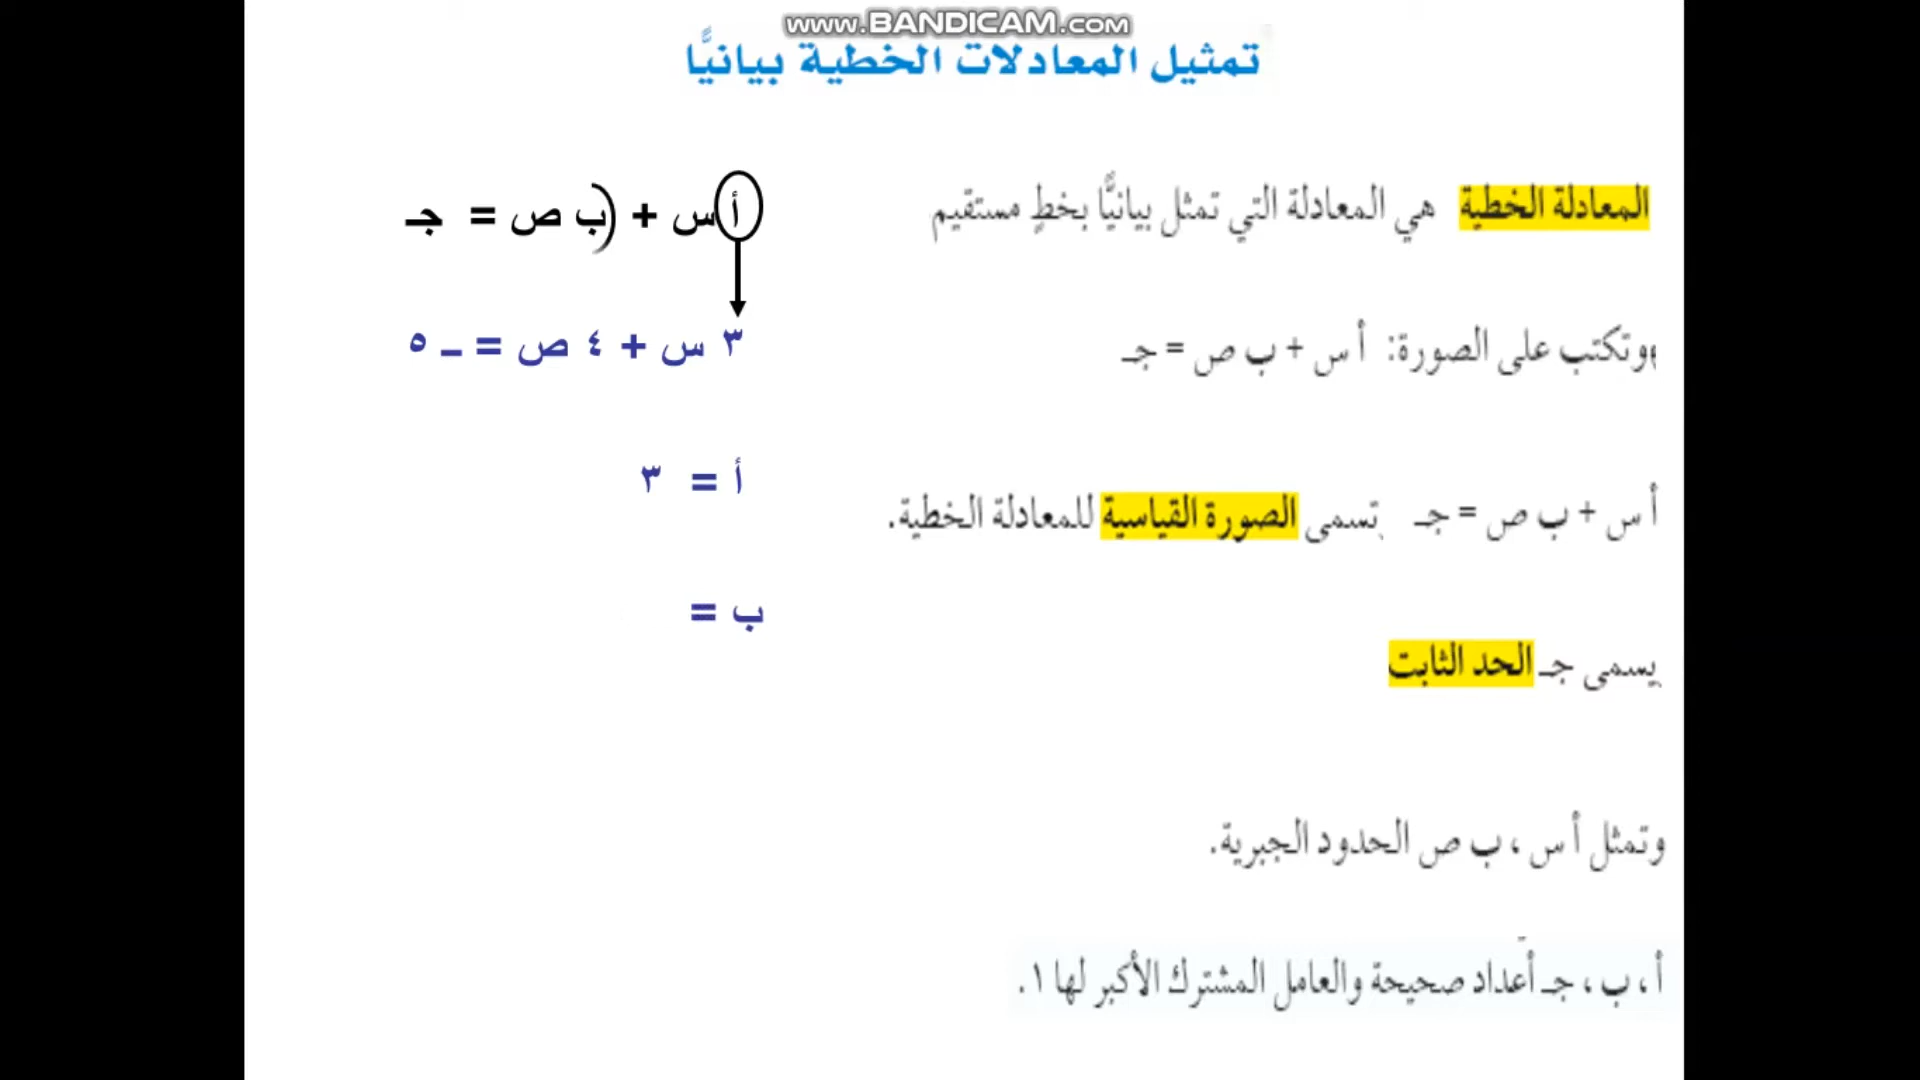 www.BANDICAM.com
تمثيل المعادلات الخطية بيانيًّا
المعادلة الخطية هي المعادلة التي تمثل بيانيًّا بخطٍ مستقيم
أ س + ب ص = جـ
ووتكتب على الصورة: أ س + ب ص = جـ
٣ س + ٤ ص = ــ ٥
أ = ٣
أ س + ب ص = جـ تسمى الصورة القياسية للمعادلة الخطية.
ب =
يسمى جـ الحد الثابت
وتمثل أ س ، ب ص الحدود الجبرية.
أ ، ب ، جـ أعداد صحيحة والعامل المشترك الأكبر لها ١.